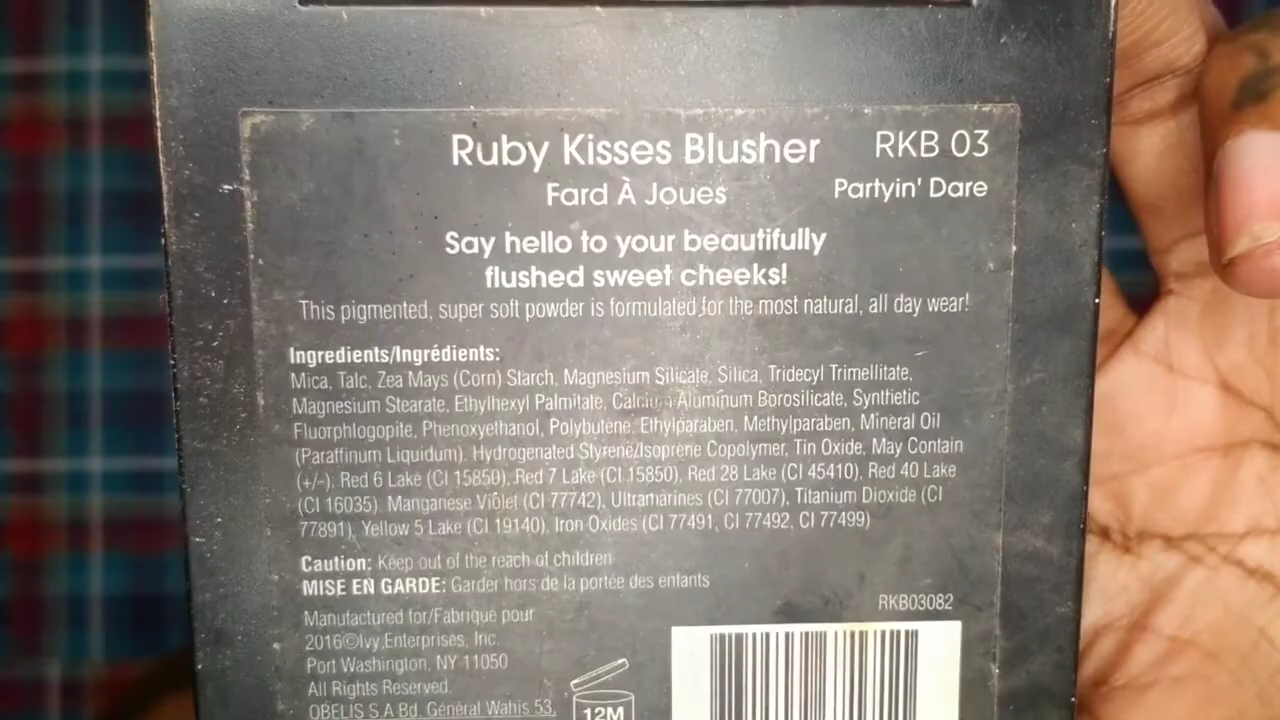 Ruby Kisses Blusher RKB 03
Fard À Joues Partyin' Dare
Say hello to your beautifully
flushed sweet cheeks!
This pigmented, super soft powder is formulated for the most natural, all day wear!
Ingredients/Ingrédients:
Mica, Talc, Zea Mays (Corn) Starch, Magnesium Silicate, Silica, Tridecyl Trimellitate,
Magnesium Stearate, Ethylhexyl Palmitate, Calcium Aluminum Borosilicate, Synthetic
Fluorphlogopite, Phenoxyethanol, Polybutene, Ethylparaben, Methylparaben, Mineral Oil
(Paraffinum Liquidum), Hydrogenated Styrene/Isoprene Copolymer, Tin Oxide, May Contain
(+/-): Red 6 Lake (CI 15850), Red 7 Lake (CI 15850), Red 28 Lake (CI 45410), Red 40 Lake
(CI 16035), Manganese Violet (CI 77742), Ultramarines (CI 77007), Titanium Dioxide (CI
77891), Yellow 5 Lake (CI 19140), Iron Oxides (CI 77491, CI 77492, CI 77499)
Caution: Keep out of the reach of children
MISE EN GARDE: Garder hors de la portée des enfants
RKB03082
Manufactured for/Fabriqué pour
2016©Ivy Enterprises, Inc.
Port Washington, NY 11050
All Rights Reserved.
OBELIS S.A Bd. Général Wahis 53,
12M